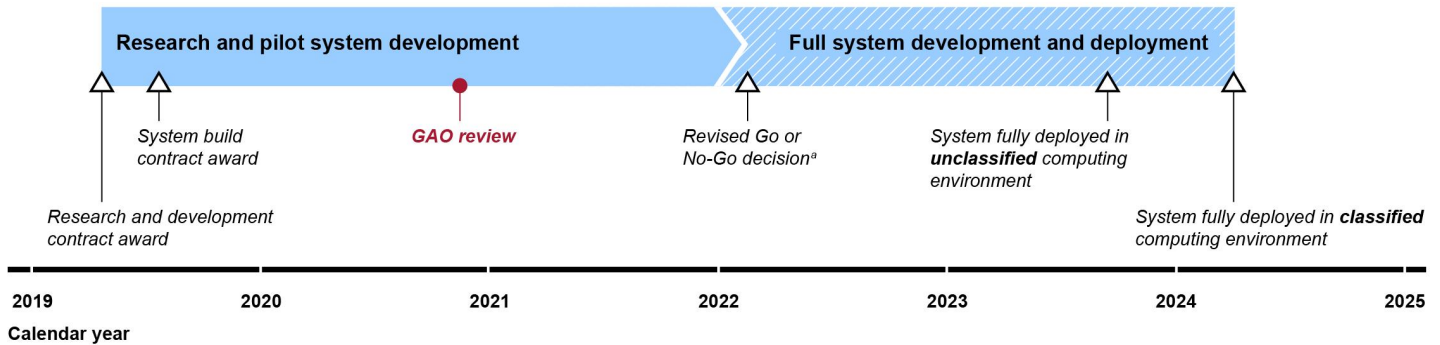 Research and pilot system development
Full system development and deployment
System build
contract award
GAO review
Revised Go or
No-Go decisionª
System fully deployed in
unclassified computing
environment
Research and development
contract award
System fully deployed in classified
computing environment
2019
2020
2021
2022
2023
2024
2025
Calendar year